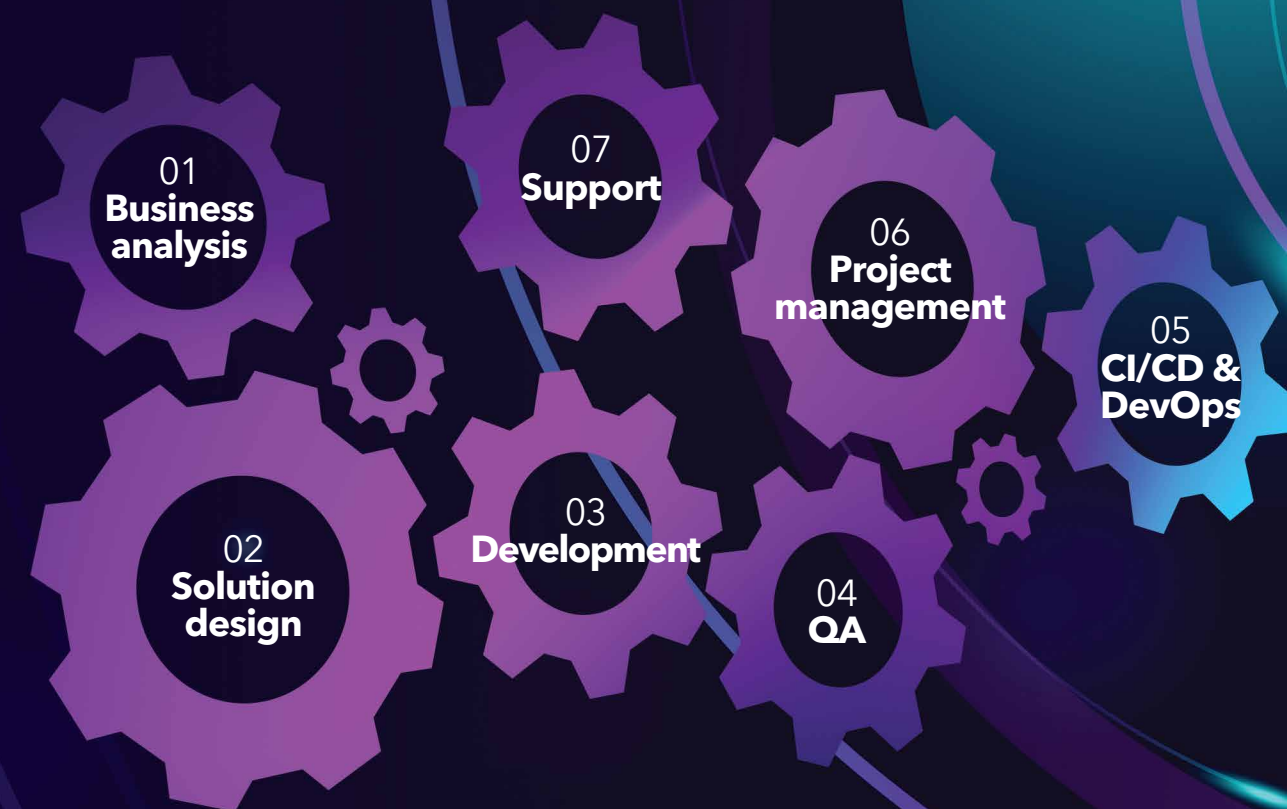 01
Business
analysis
02
Solution
design
03
Development
04
QA
05
CI/CD &
DevOps
06
Project
management
07
Support